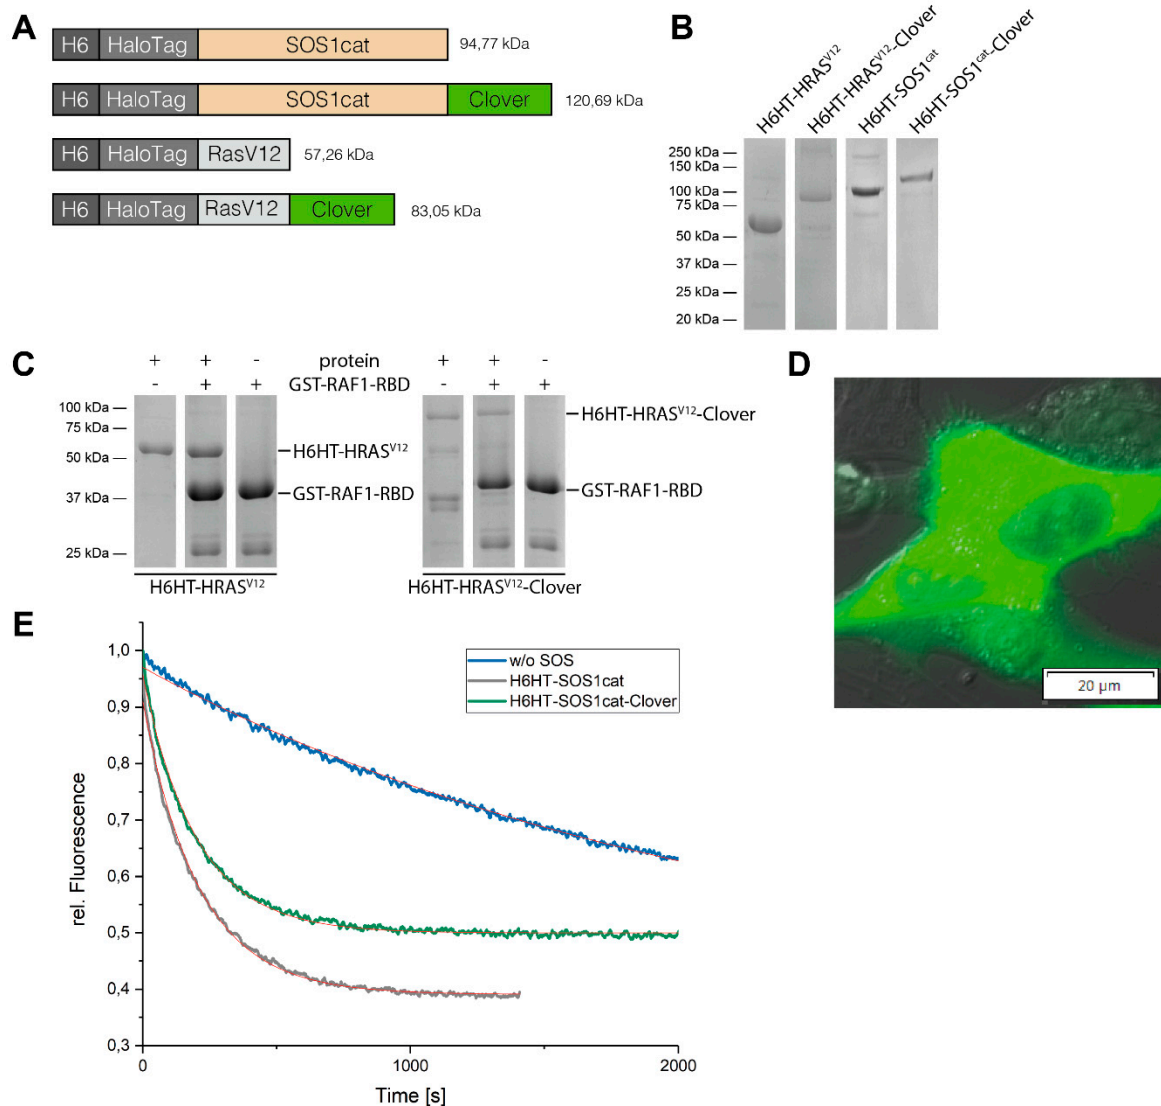 A
H6 HaloTag SOS1cat 94,77 kDa
H6 HaloTag SOS1cat Clover 120,69 kDa
H6 HaloTag RasV12 57,26 kDa
H6 HaloTag RasV12 Clover 83,05 kDa
B
H6HT-HRASV12
H6HT-HRASV12-Clover
H6HT-SOS1cat
H6HT-SOS1cat-Clover
250 kDa
150 kDa
100 kDa
75 kDa
50 kDa
37 kDa
25 kDa
20 kDa
C
+ + - protein + + -
- + + GST-RAF1-RBD - + +
100 kDa
75 kDa
50 kDa
37 kDa
25 kDa
H6HT-HRASV12
GST-RAF1-RBD
H6HT-HRASV12
H6HT-HRASV12-Clover
GST-RAF1-RBD
H6HT-HRASV12-Clover
D
20 µm
E
1,0
0,9
0,8
0,7
0,6
0,5
0,4
0,3
rel. Fluorescence
w/o SOS
H6HT-SOS1cat
H6HT-SOS1cat-Clover
0 1000 2000
Time [s]